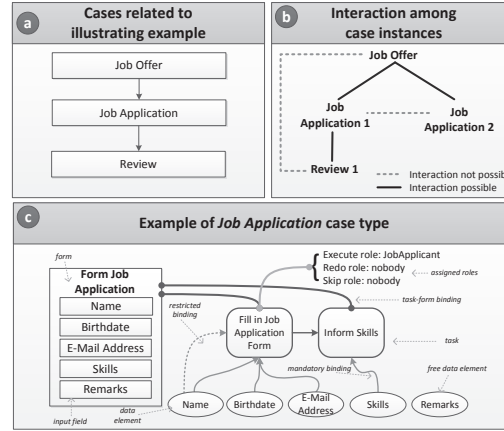 a
Cases related to
illustrating example
Job Offer
Job Application
Review
b
Interaction among
case instances
Job Offer
Job
Application 1
Job
Application 2
Review 1
Interaction not possib
Interaction possible
c
Example of Job Application case type
form
Form Job
Application
Name
Birthdate
E-Mail Address
Skills
Remarks
input field
restricted
binding
data
element
Execute role: JobApplicant
Redo role: nobody
Skip role: nobody
assigned roles
task-form binding
Fill in Job
Application
Form
Inform Skills
task
mandatory binding
free data element
Name
Birthdate
E-Mail
Address
Skills
Remarks